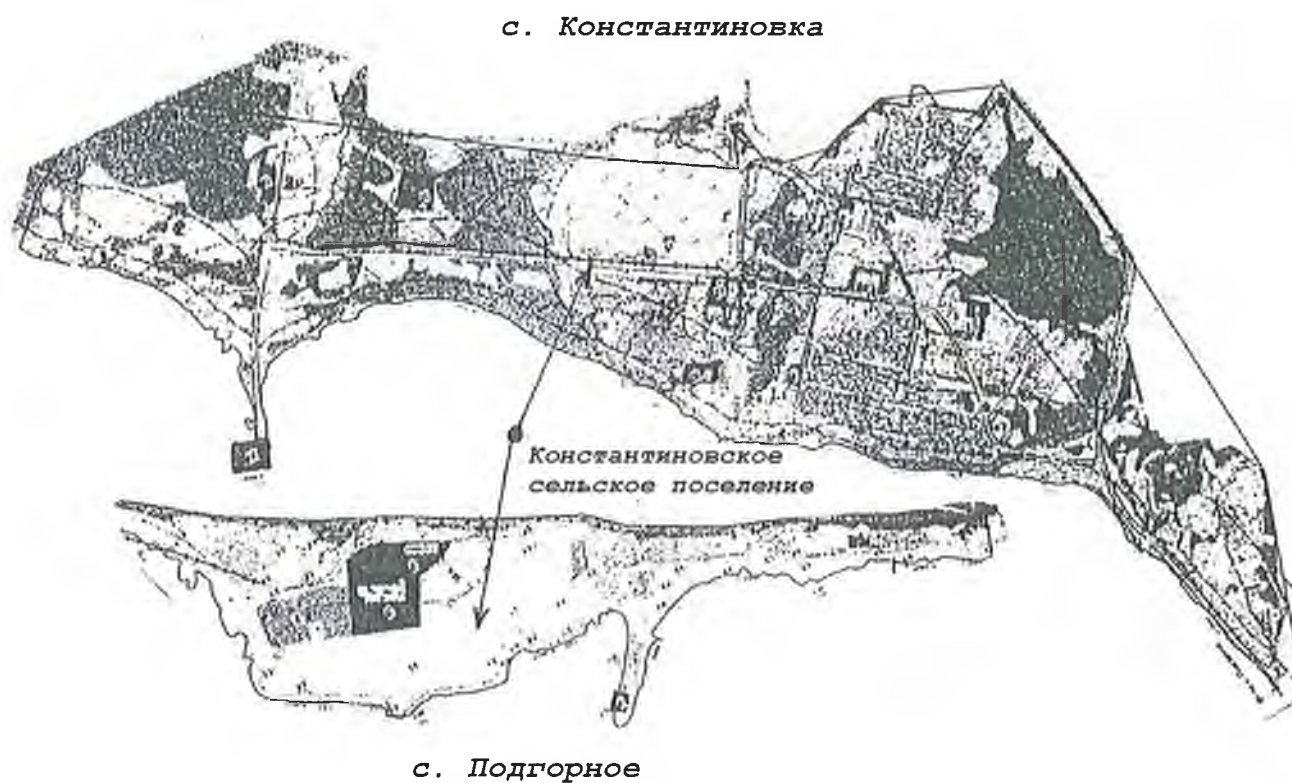 с. Константиновка
Константиновское
сельское поселение
с. Подгорное